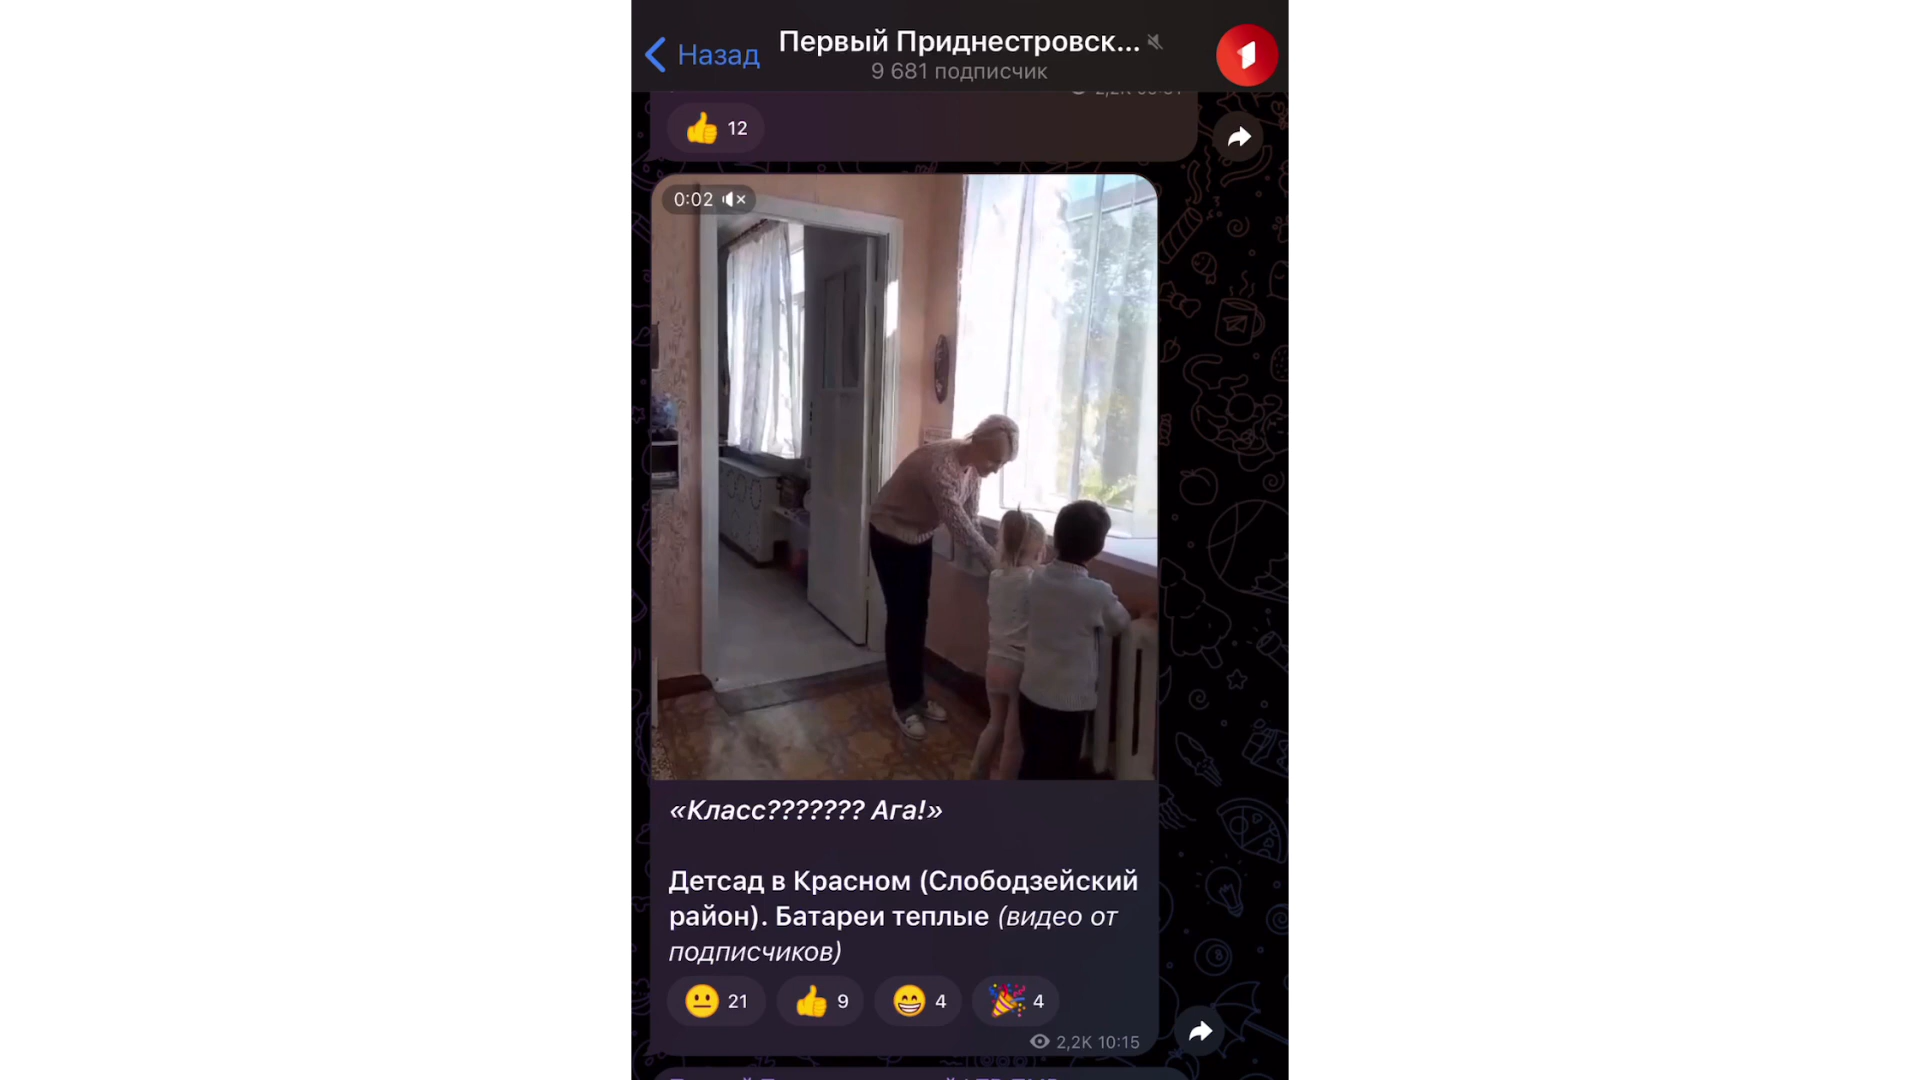 Назад
Первый Приднестровск...
9 681 подписчик
12
0:02
«Класс??????? Ага!»
Детсад в Красном (Слободзейский
район). Батареи теплые (видео от
подписчиков)
21 9 4 4
2,2K 10:15